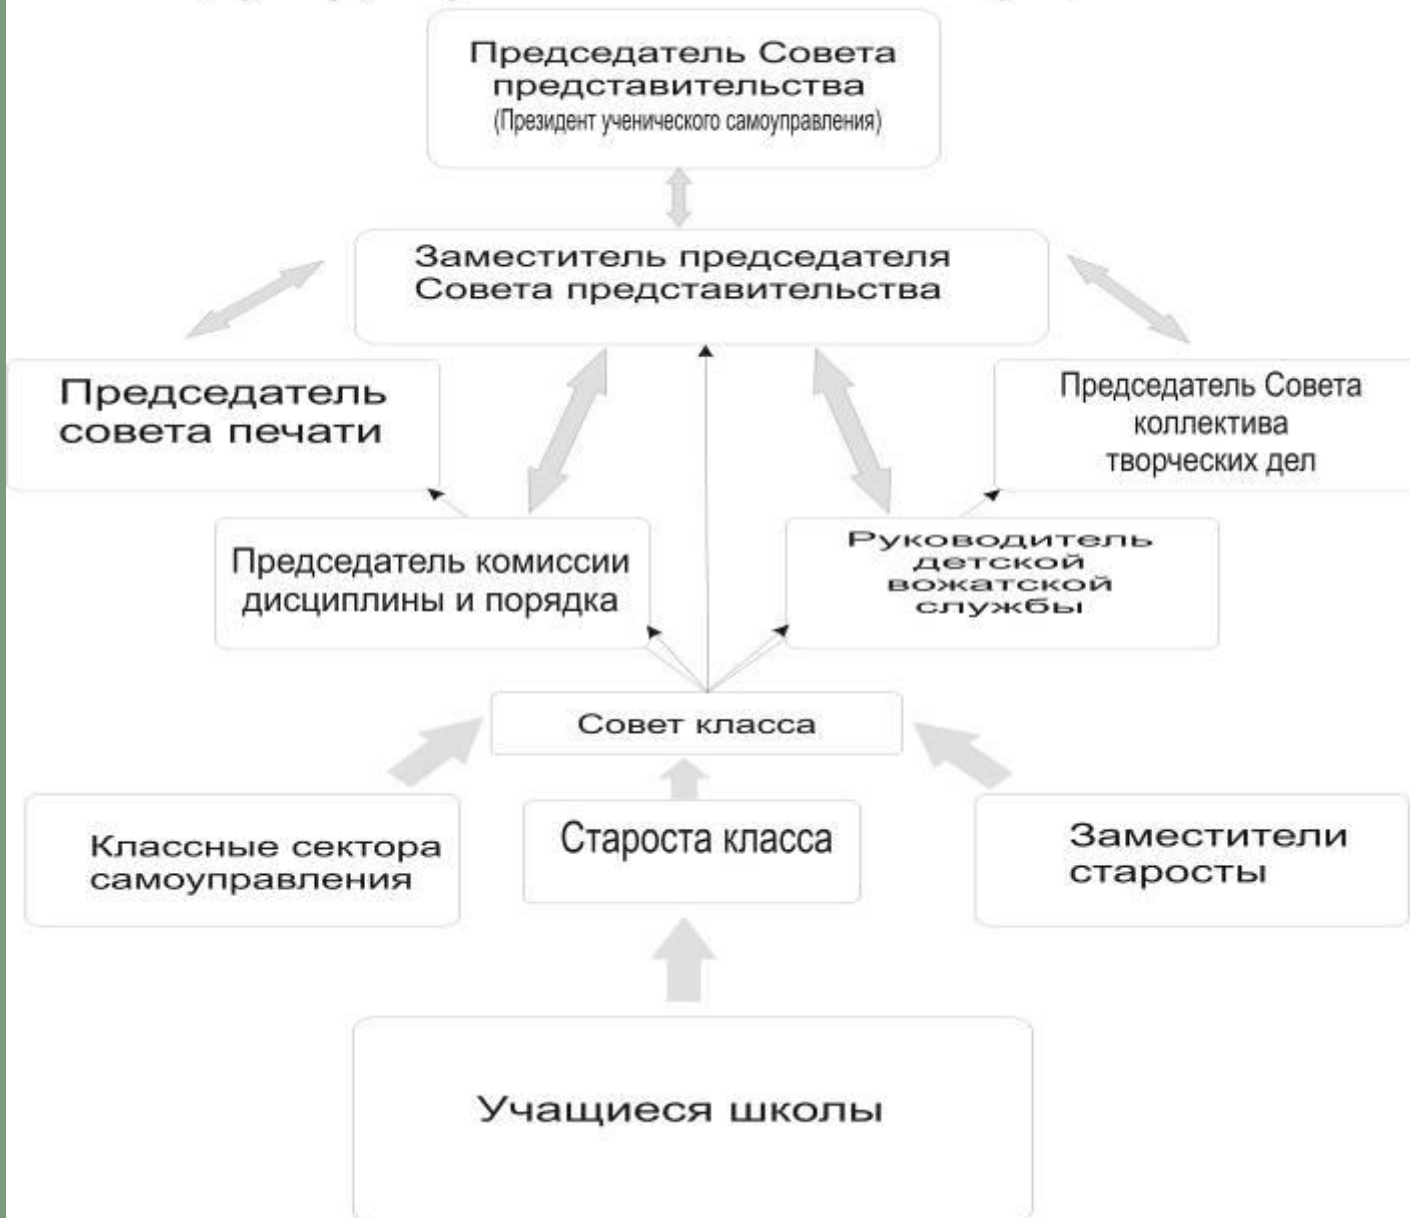 Председатель Совета
представительства
(Президент ученического самоуправления)
Заместитель председателя
Совета представительства
Председатель
совета печати
Председатель Совета
коллектива
творческих дел
Председатель комиссии
дисциплины и порядка
Руководитель
детской
вожатской
службы
Совет класса
Классные сектора
самоуправления
Староста класса
Заместители
старосты
Учащиеся школы